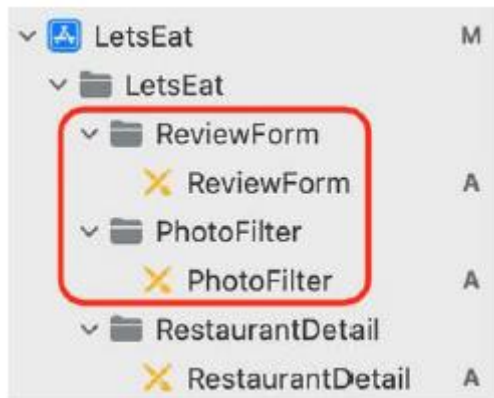 LetsEat M
LetsEat
ReviewForm
ReviewForm A
PhotoFilter
PhotoFilter A
RestaurantDetail
RestaurantDetail A